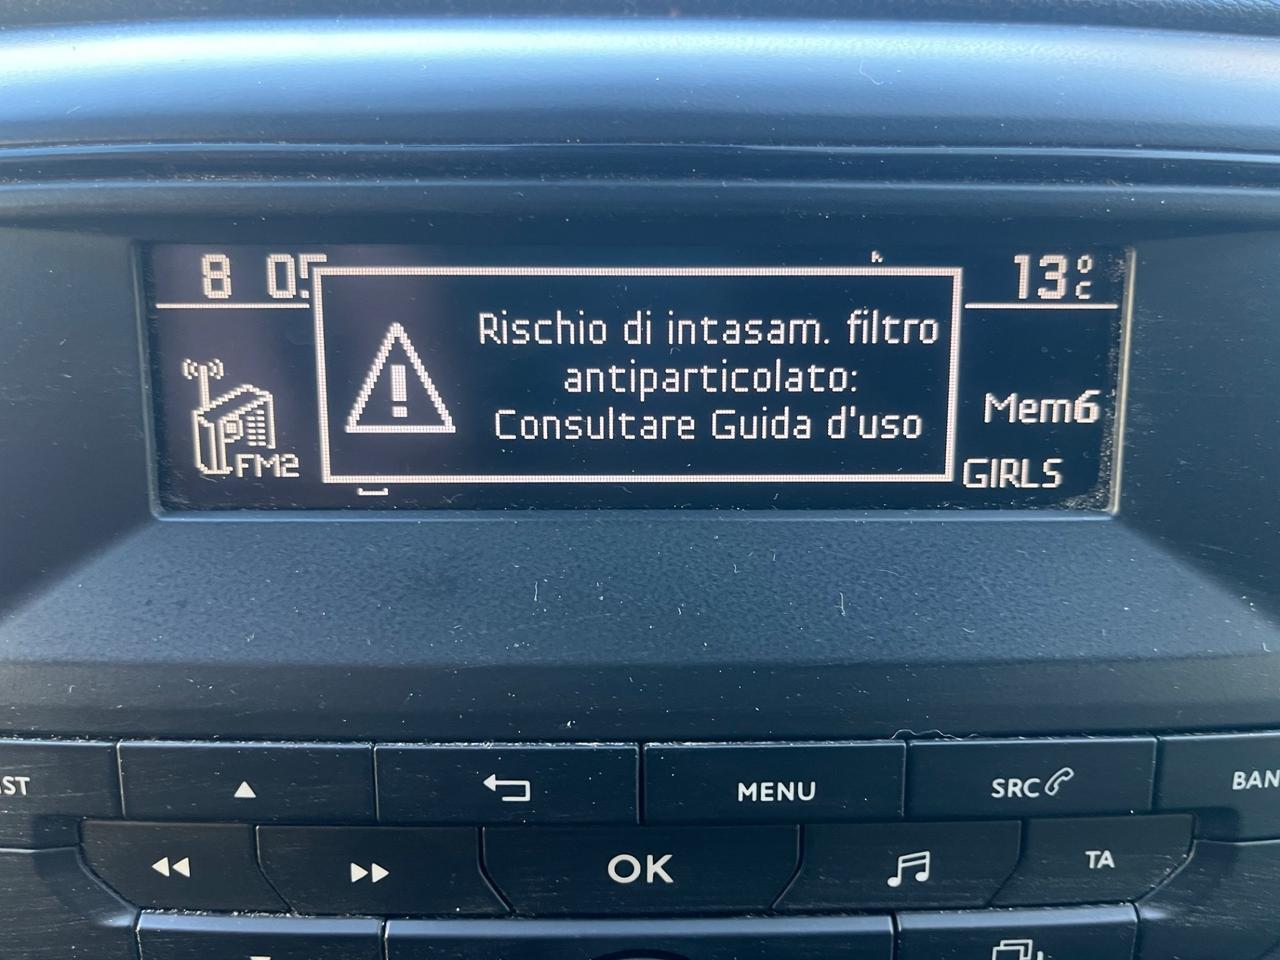 8 05
13°C
Rischio di intasam. filtro
antiparticolato:
Consultare Guida d'uso
Mem6
FM2
GIRLS
MENU
SRC
OK
TA